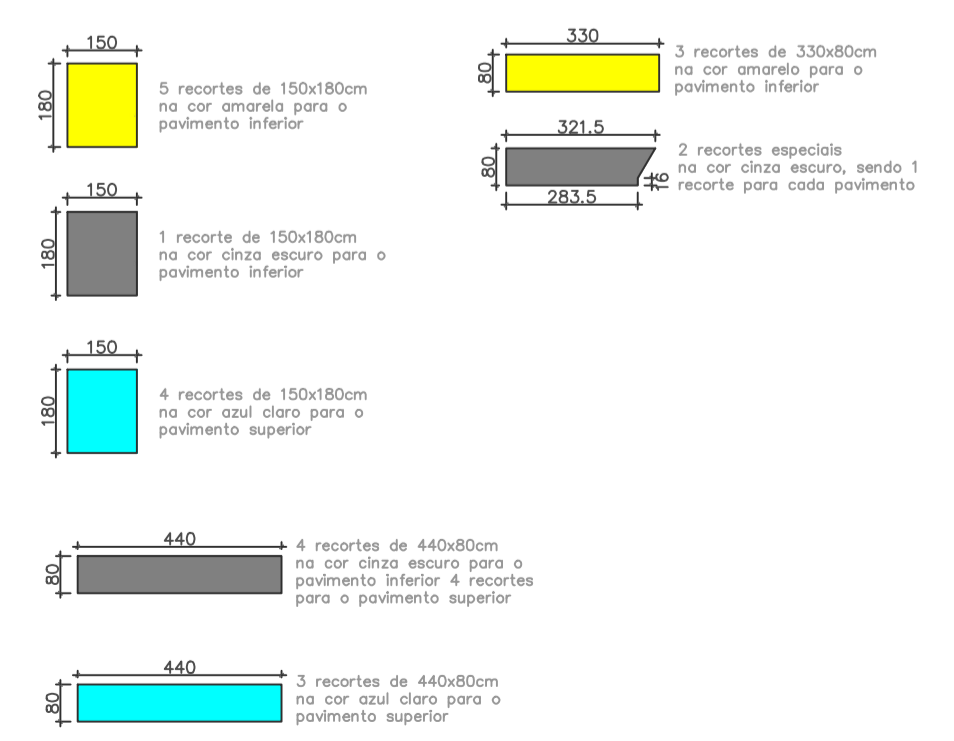 150
180
5 recortes de 150x180cm
na cor amarela para o
pavimento inferior
150
180
1 recorte de 150x180cm
na cor cinza escuro para o
pavimento inferior
150
180
4 recortes de 150x180cm
na cor azul claro para o
pavimento superior
440
80
4 recortes de 440x80cm
na cor cinza escuro para o
pavimento inferior 4 recortes
para o pavimento superior
440
80
3 recortes de 440x80cm
na cor azul claro para o
pavimento superior
330
80
3 recortes de 330x80cm
na cor amarelo para o
pavimento inferior
321.5
80
16
283.5
2 recortes especiais
na cor cinza escuro, sendo 1
recorte para cada pavimento